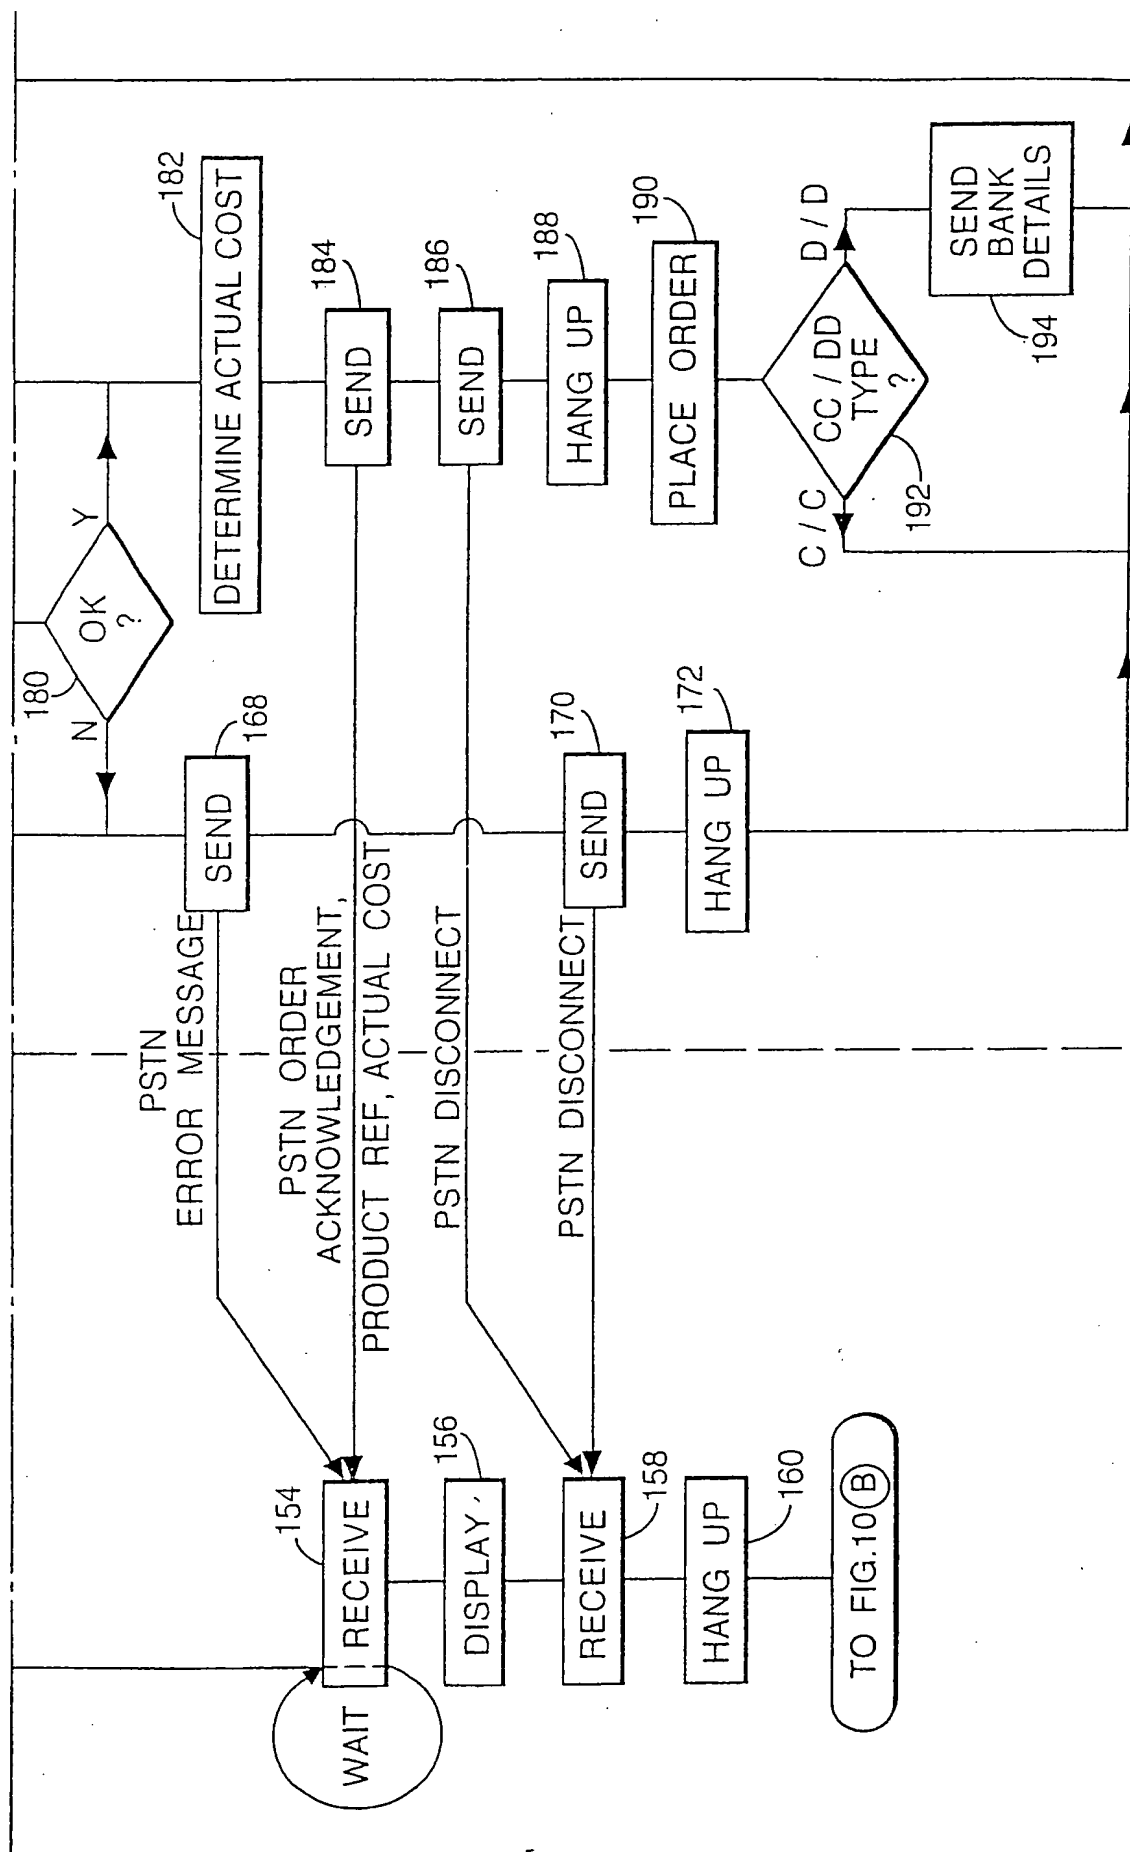 180
OK
?
N
Y
182
DETERMINE ACTUAL COST
168
SEND
PSTN
ERROR MESSAGE
184
SEND
PSTN ORDER
ACKNOWLEDGEMENT,
PRODUCT REF, ACTUAL COST
154
RECEIVE
WAIT
186
SEND
PSTN DISCONNECT
156
DISPLAY,
188
HANG UP
170
SEND
PSTN DISCONNECT
RECEIVE
158
190
PLACE ORDER
172
HANG UP
HANG UP
160
C / C
D / D
CC / DD
TYPE
?
192
TO FIG.10 B
SEND
BANK
DETAILS
194